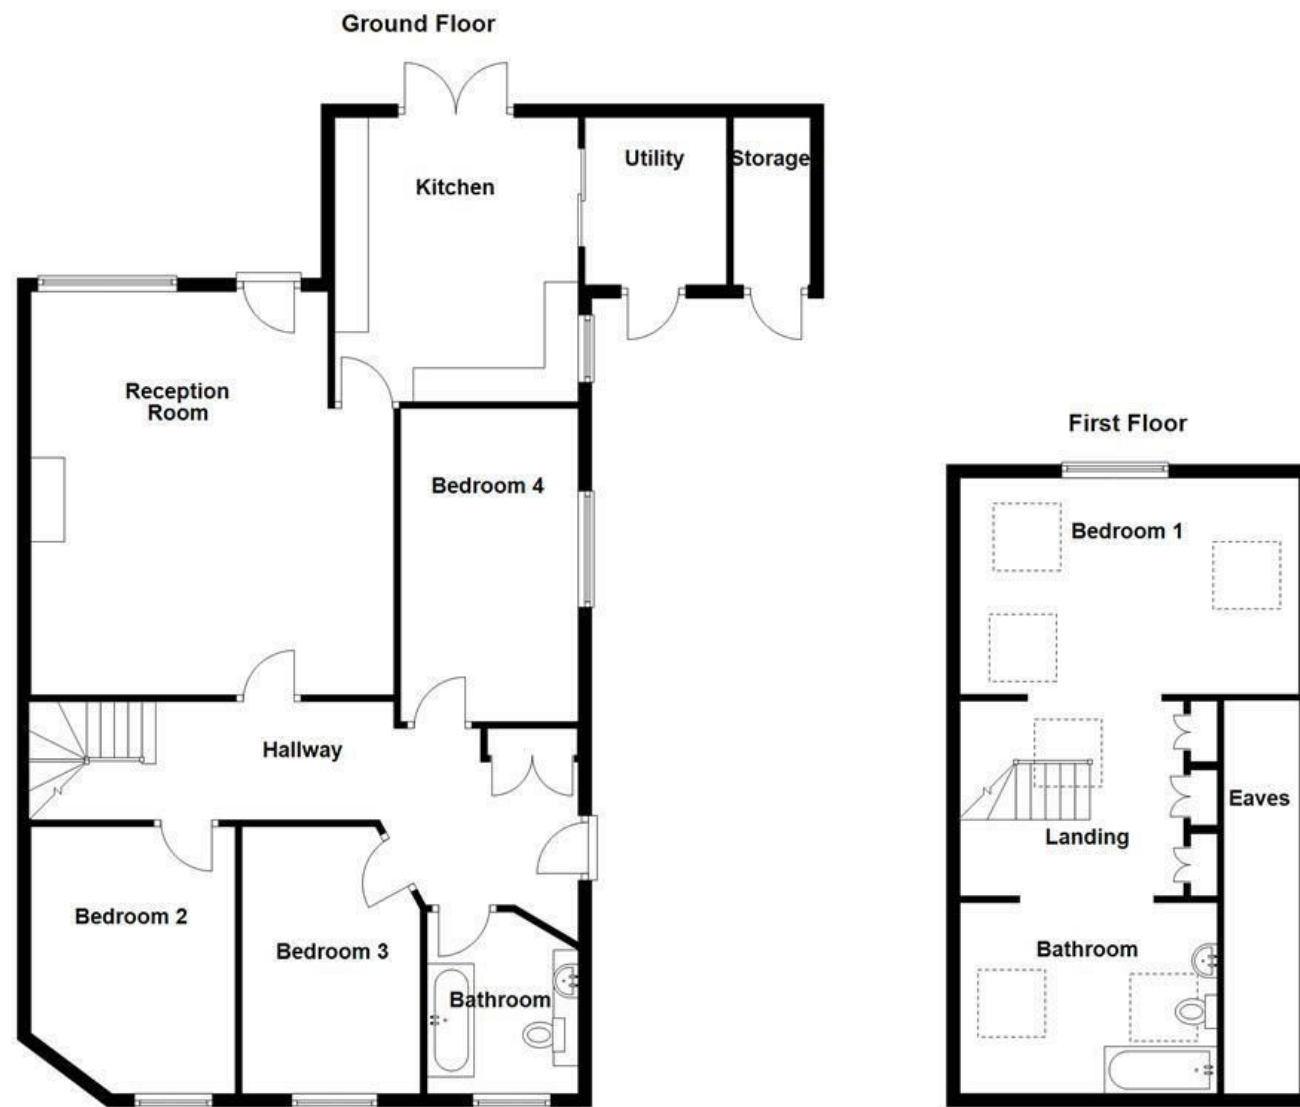 Ground Floor
Kitchen
Utility
Storage
Reception
Room
Bedroom 4
Hallway
Bedroom 2
Bedroom 3
Bathroom
First Floor
Bedroom 1
Eaves
Landing
Bathroom